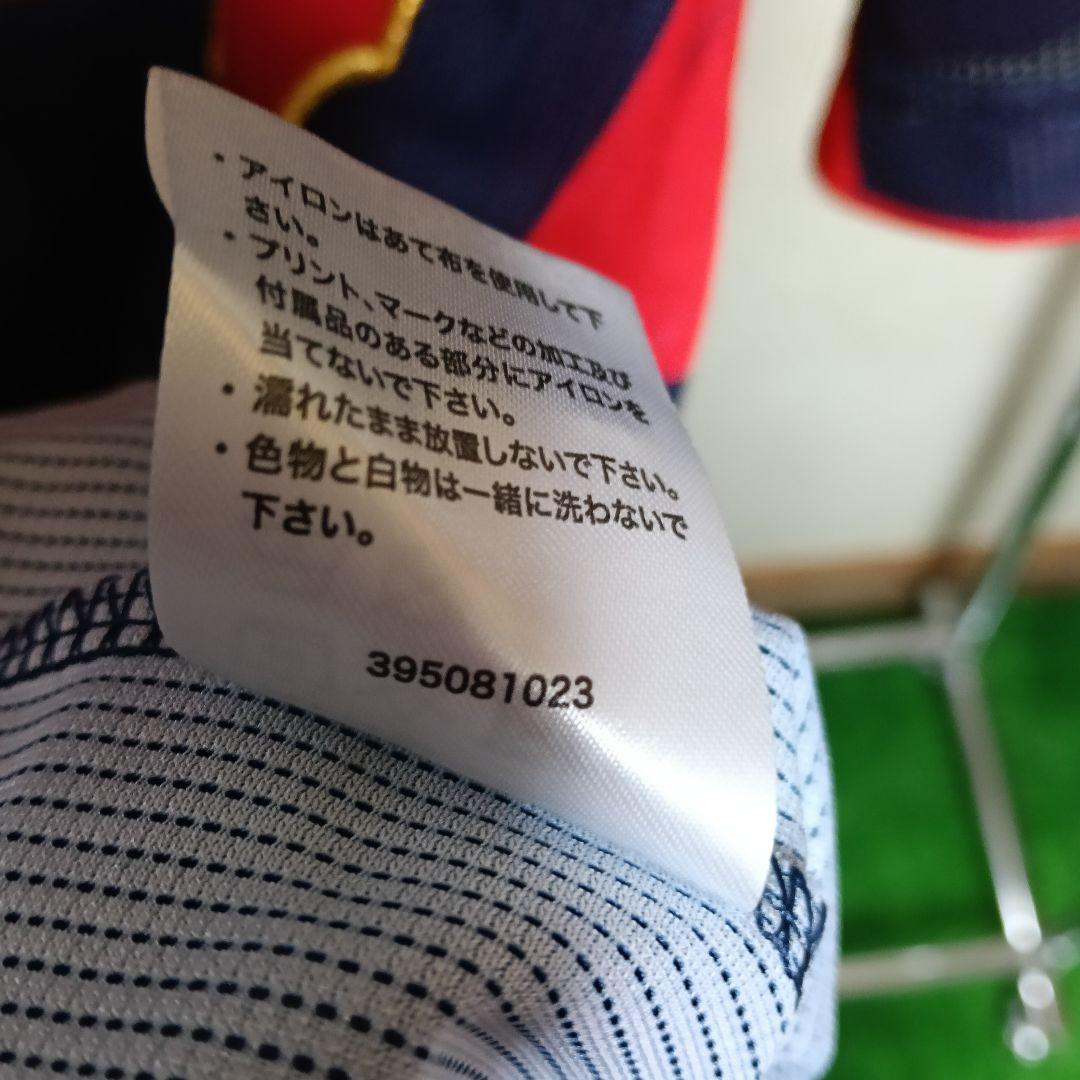 ・アイロンはあて布を使用して下
さい。
・プリント、マークなどの加工及び
付属品のある部分にアイロンを
当てないで下さい。
・濡れたまま放置しないで下さい。
・色物と白物は一緒に洗わないで
下さい。
395081023